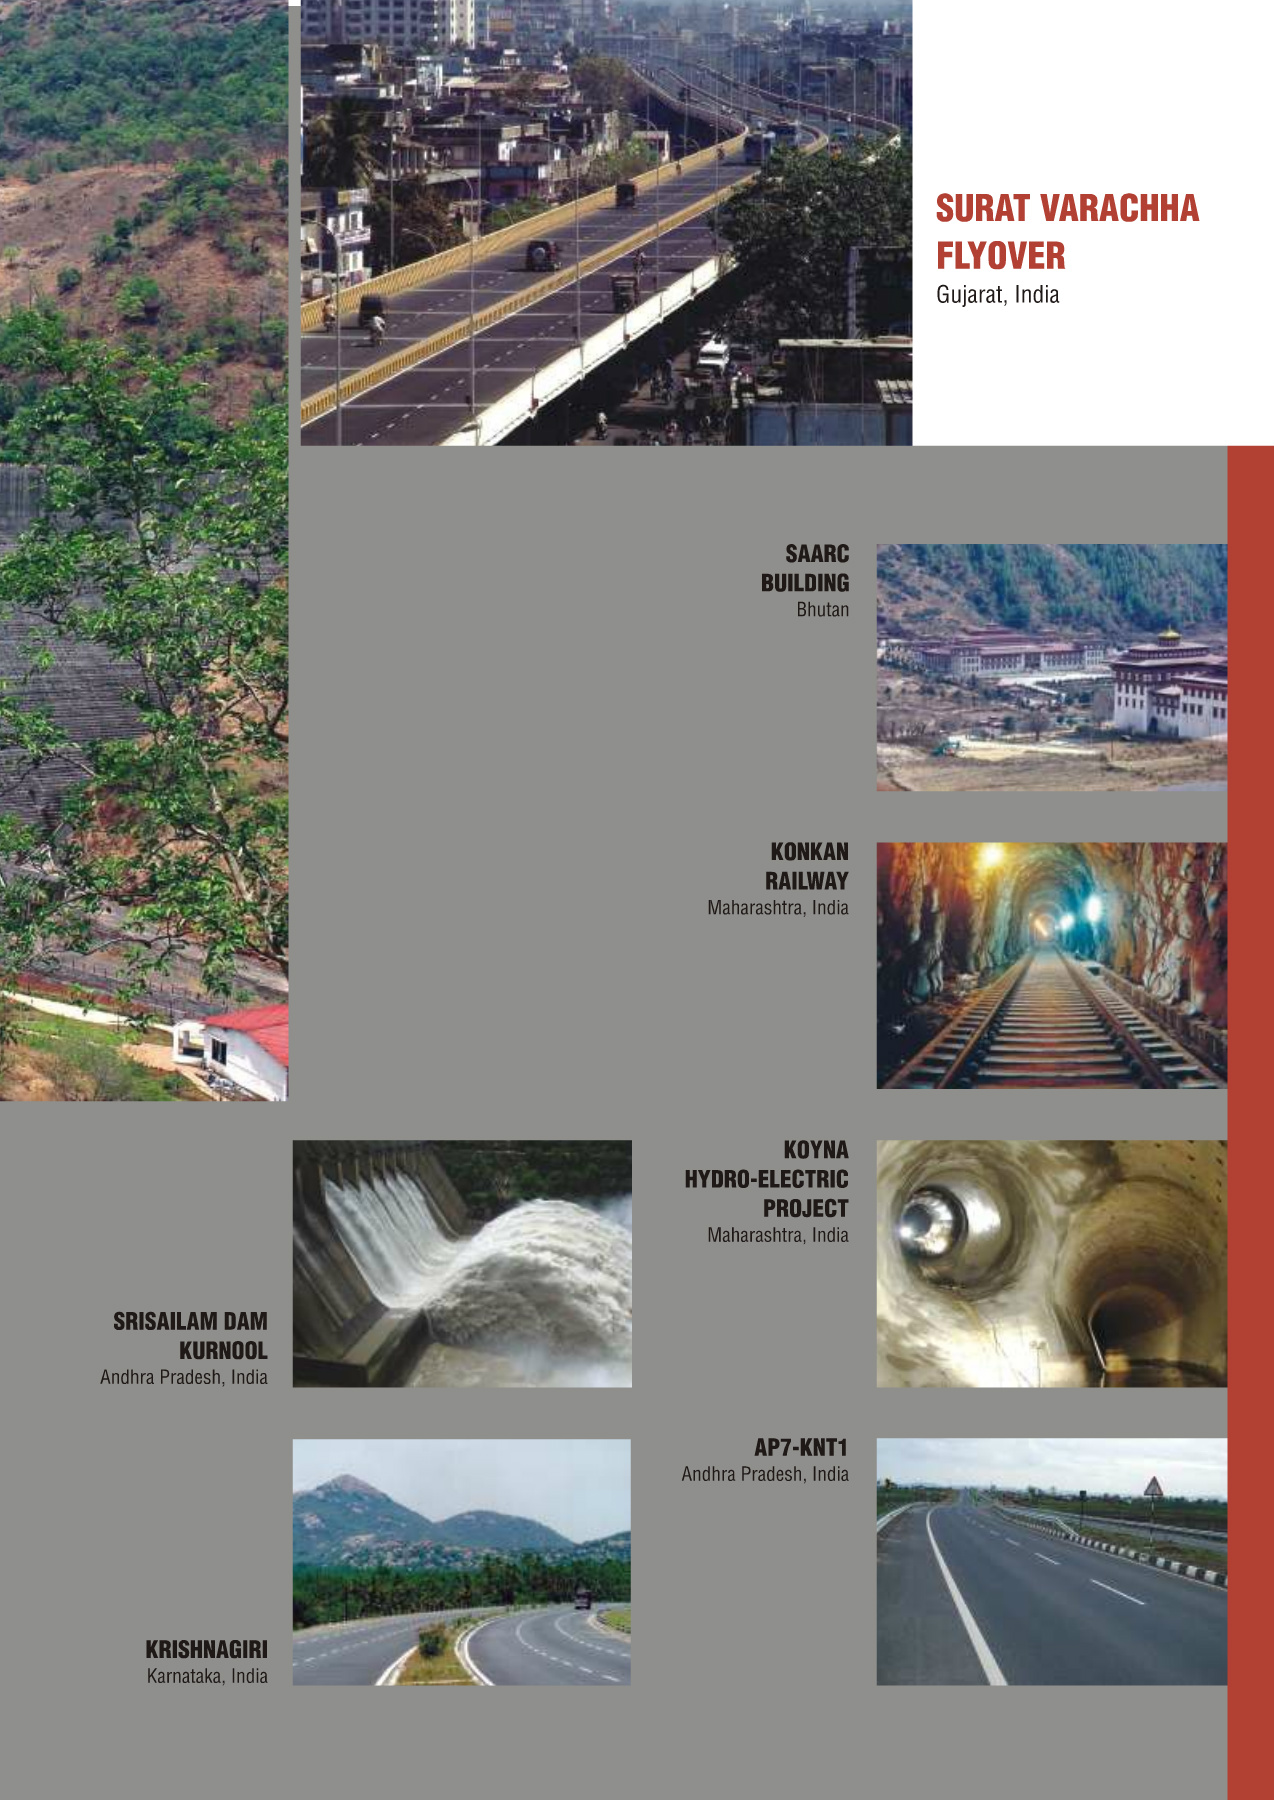 SURAT VARACHHA
FLYOVER
Gujarat, India
SAARC
BUILDING
Bhutan
KONKAN
RAILWAY
Maharashtra, India
KOYNA
HYDRO-ELECTRIC
PROJECT
Maharashtra, India
SRISAILAM DAM
KURNOOL
Andhra Pradesh, India
AP7-KNT1
Andhra Pradesh, India
KRISHNAGIRI
Karnataka, India